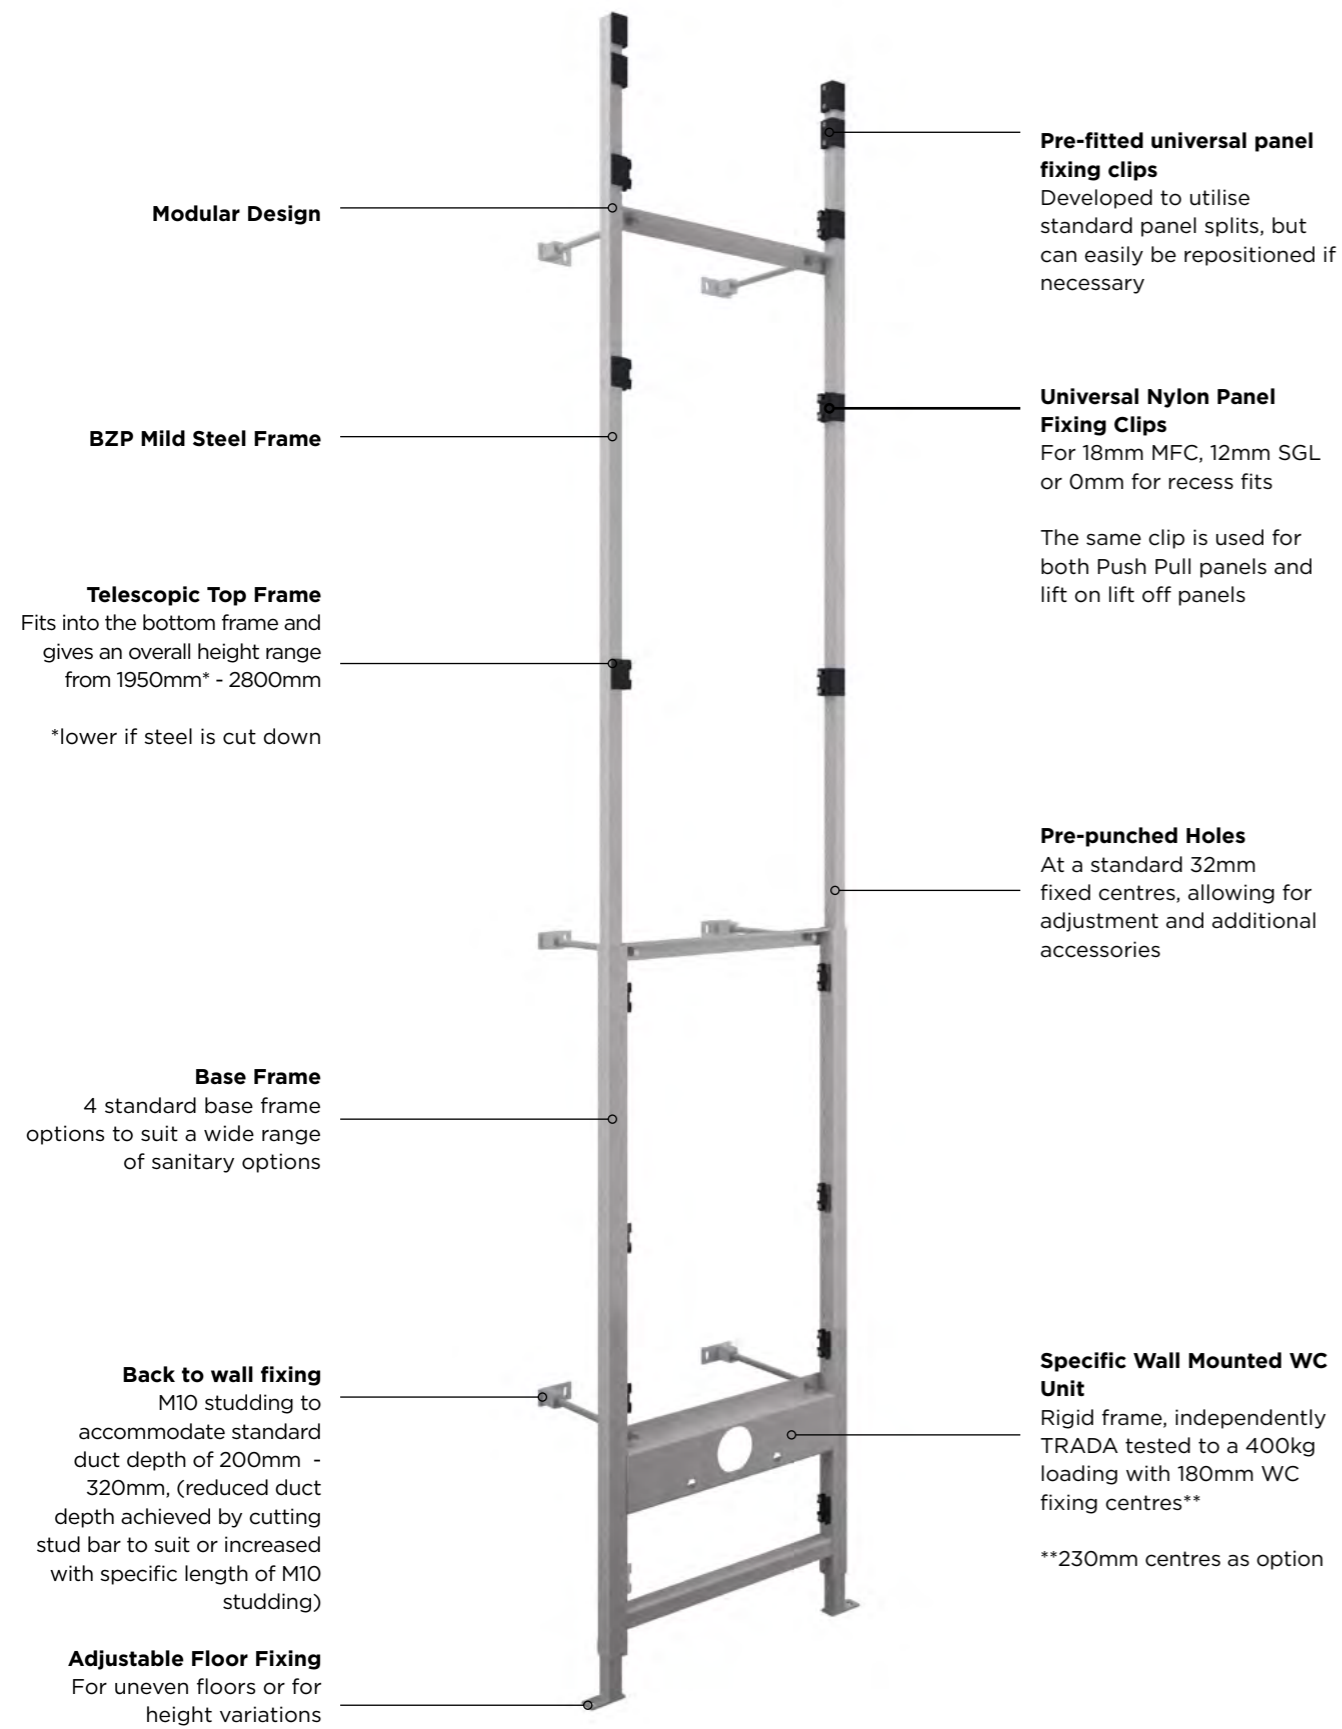 Modular Design
BZP Mild Steel Frame
Telescopic Top Frame
Fits into the bottom frame and
gives an overall height range
from 1950mm* - 2800mm
*lower if steel is cut down
Base Frame
4 standard base frame
options to suit a wide range
of sanitary options
Back to wall fixing
M10 studding to
accommodate standard
duct depth of 200mm -
320mm, (reduced duct
depth achieved by cutting
stud bar to suit or increased
with specific length of M10
studding)
Adjustable Floor Fixing
For uneven floors or for
height variations
Pre-fitted universal panel
fixing clips
Developed to utilise
standard panel splits, but
can easily be repositioned if
necessary
Universal Nylon Panel
Fixing Clips
For 18mm MFC, 12mm SGL
or 0mm for recess fits
The same clip is used for
both Push Pull panels and
lift on lift off panels
Pre-punched Holes
At a standard 32mm
fixed centres, allowing for
adjustment and additional
accessories
Specific Wall Mounted WC
Unit
Rigid frame, independently
TRADA tested to a 400kg
loading with 180mm WC
fixing centres**
**230mm centres as option